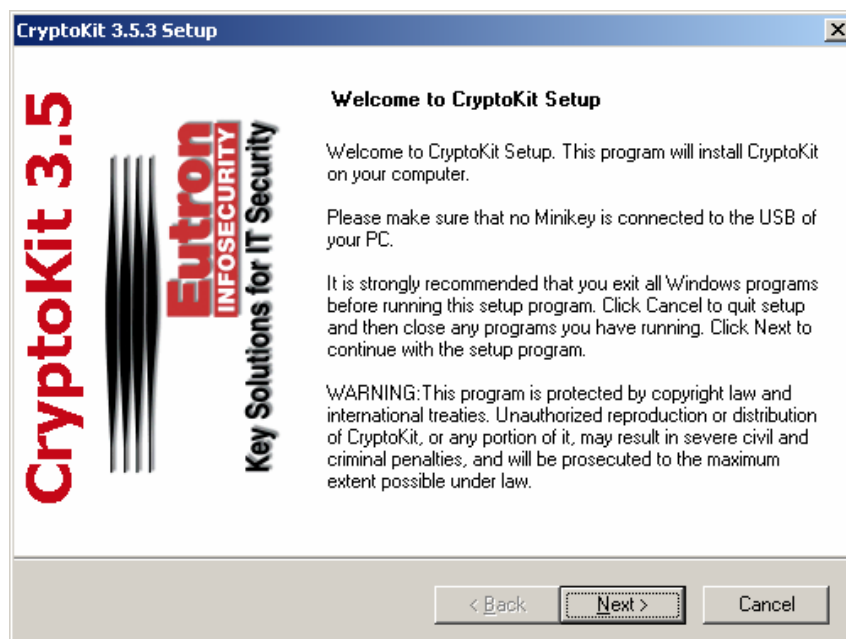 CryptoKit 3.5.3 Setup
CryptoKit 3.5
Eutron
INFOSECURITY
Key Solutions for IT Security
Welcome to CryptoKit Setup
Welcome to CryptoKit Setup. This program will install CryptoKit
on your computer.
Please make sure that no Minikey is connected to the USB of
your PC.
It is strongly recommended that you exit all Windows programs
before running this setup program. Click Cancel to quit setup
and then close any programs you have running. Click Next to
continue with the setup program.
WARNING:This program is protected by copyright law and
international treaties. Unauthorized reproduction or distribution
of CryptoKit, or any portion of it, may result in severe civil and
criminal penalties, and will be prosecuted to the maximum
extent possible under law.
< Back
Next >
Cancel